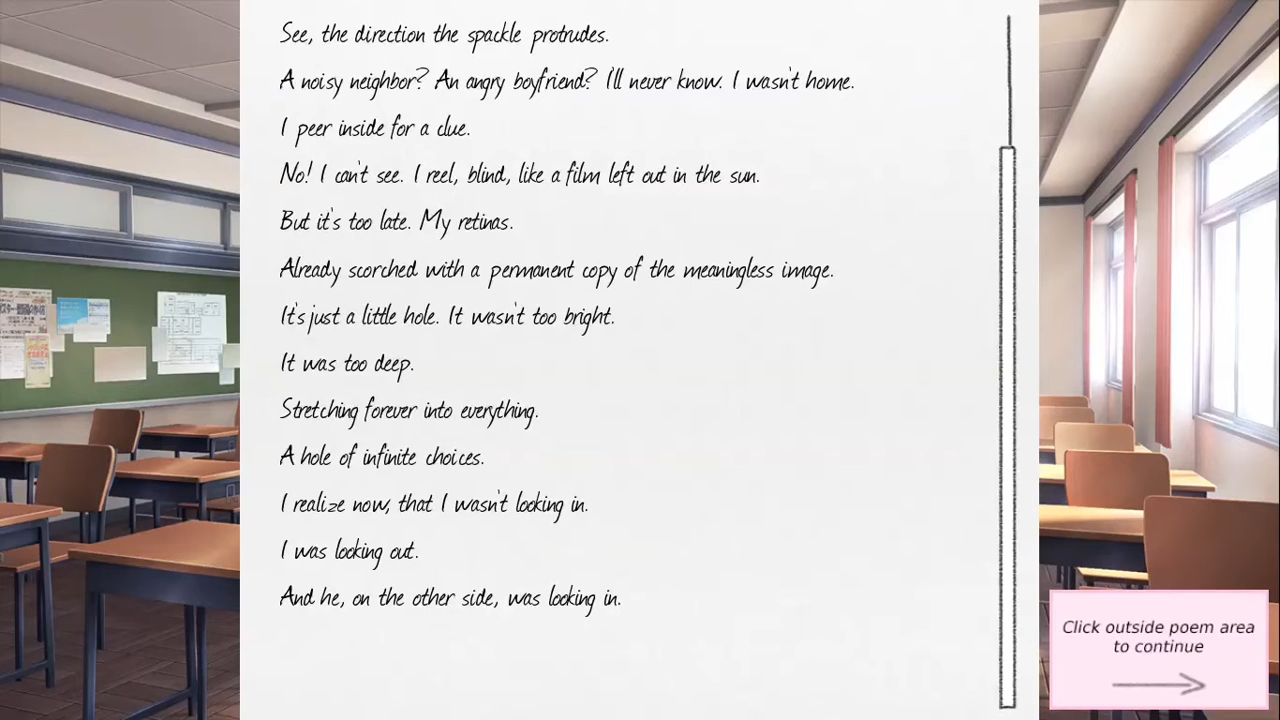 See, the direction the spackle protrudes.
A noisy neighbor? An angry boyfriend? I'll never know. I wasn't home.
I peer inside for a clue.
No! I can't see. I reel, blind, like a film left out in the sun.
But it's too late. My retinas.
Already scorched with a permanent copy of the meaningless image.
It's just a little hole. It wasn't too bright.
It was too deep.
Stretching forever into everything.
A hole of infinite choices.
I realize now, that I wasn't looking in.
I was looking out.
And he, on the other side, was looking in.
Click outside poem area
to continue